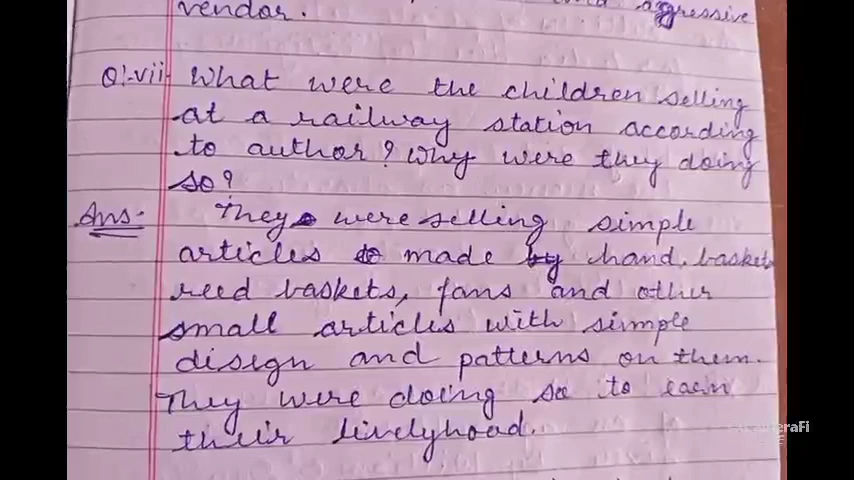 vendor. aggressive
Q:-vii What were the children selling
at a railway station according
to author? Why were they doing
so?
Ans:- They were selling simple
articles made by hand, baskets
reed baskets, fans and other
small articles with simple
disign and patterns on them.
They were doing so to earn
their livelyhood.